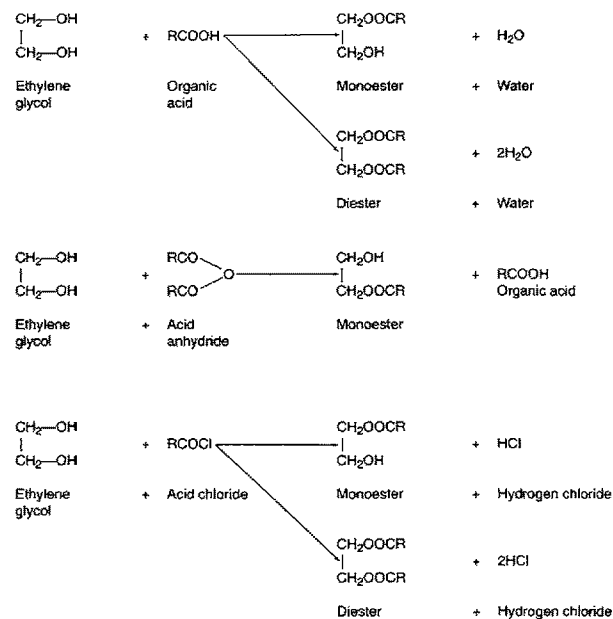 CH₂—OH + RCOOH CH₂OOCR + H₂O
CH₂—OH CH₂OH
Ethylene glycol Organic acid Monoester + Water
CH₂OOCR + 2H₂O
CH₂OOCR
Diester + Water
CH₂—OH + RCO O CH₂OH + RCOOH
CH₂—OH RCO CH₂OOCR Organic acid
Ethylene glycol + Acid anhydride Monoester
CH₂—OH + RCOCl CH₂OOCR + HCl
CH₂—OH CH₂OH
Ethylene glycol + Acid chloride Monoester + Hydrogen chloride
CH₂OOCR + 2HCl
CH₂OOCR
Diester + Hydrogen chloride